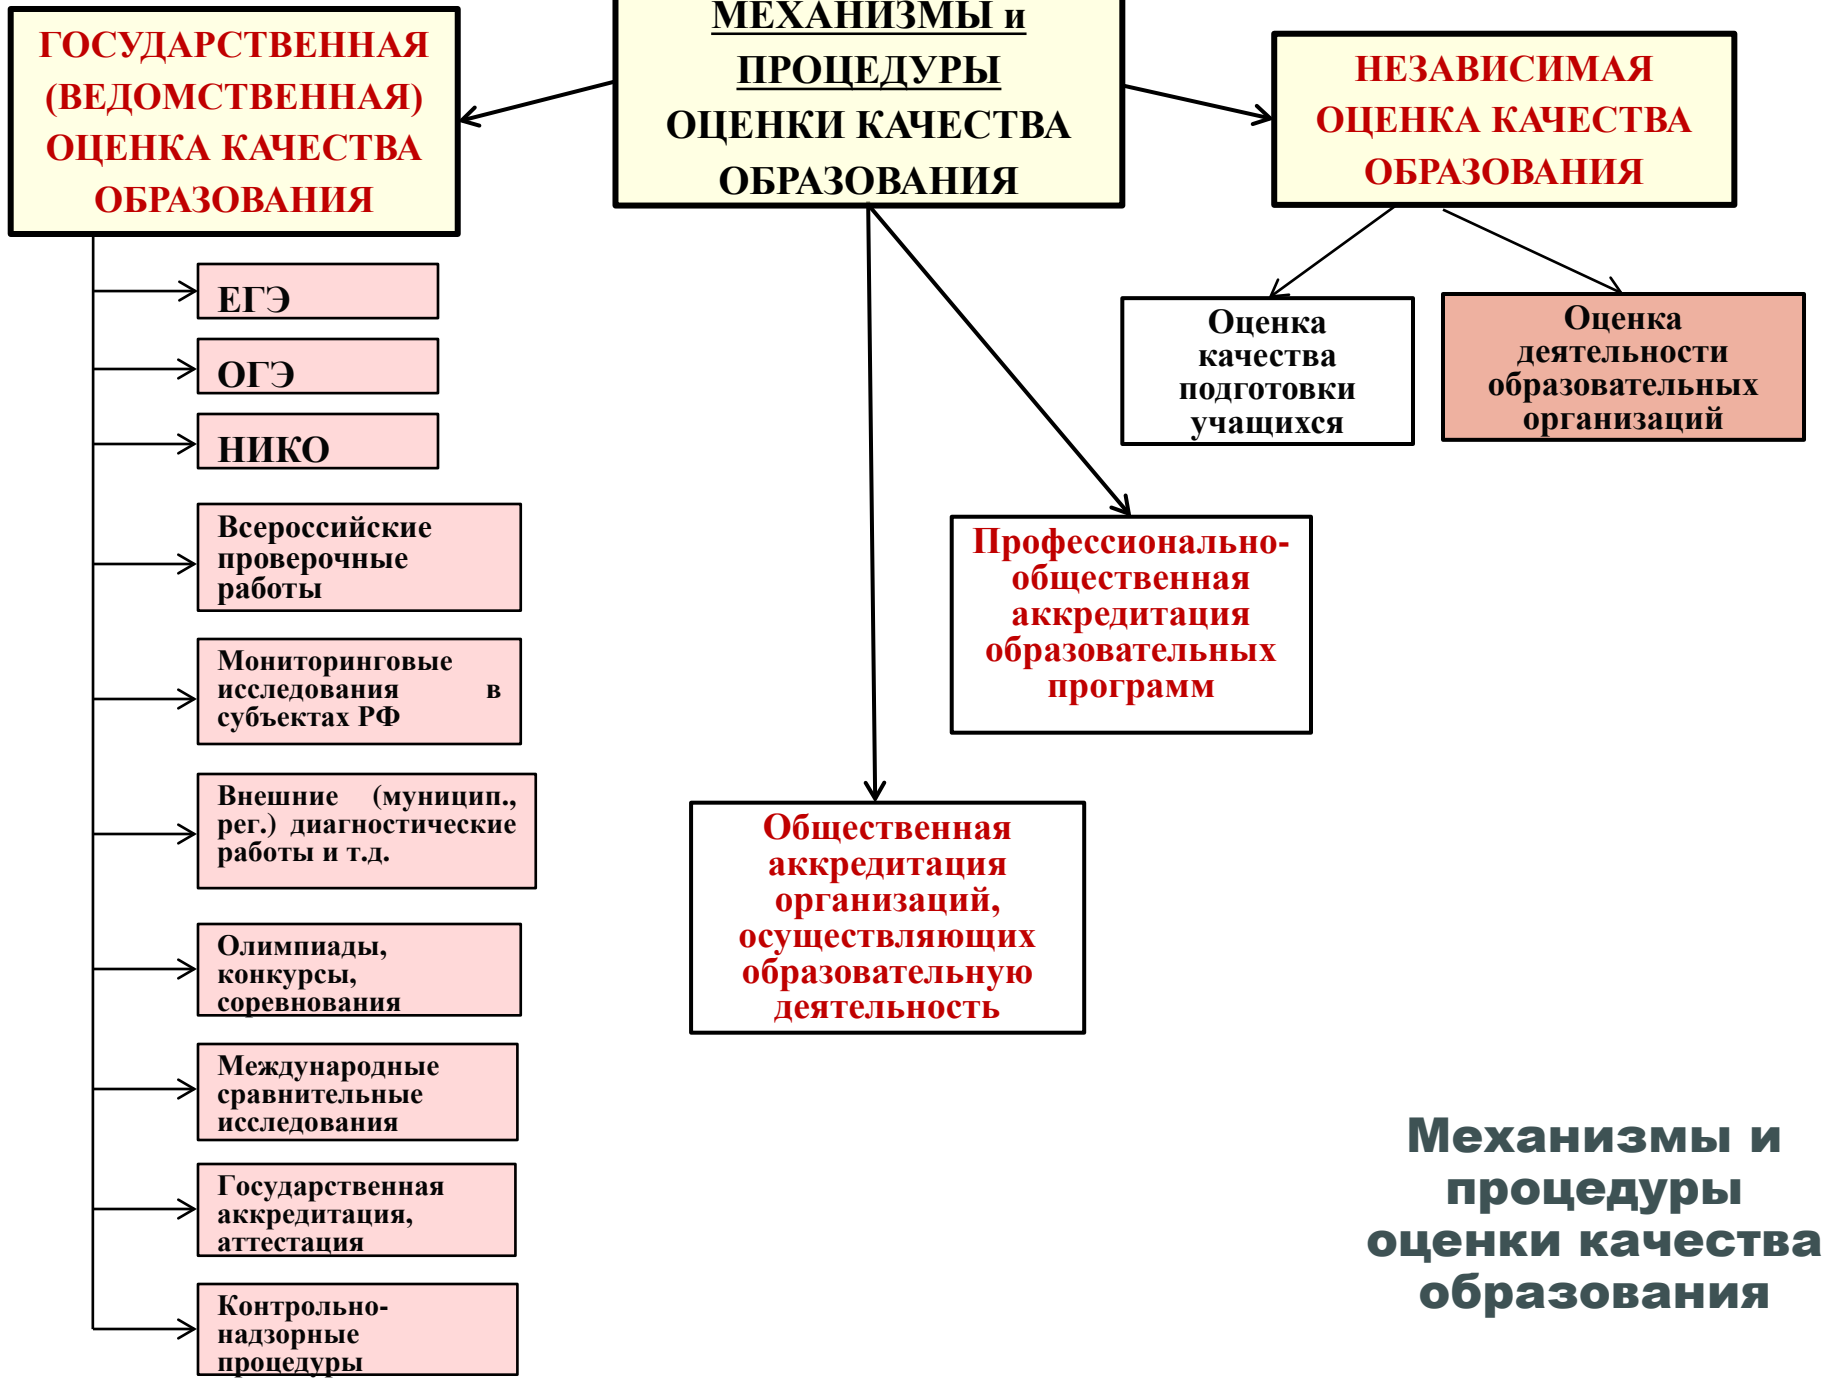 ГОСУДАРСТВЕННАЯ
(ВЕДОМСТВЕННАЯ)
ОЦЕНКА КАЧЕСТВА
ОБРАЗОВАНИЯ
МЕХАНИЗМЫ и
ПРОЦЕДУРЫ
ОЦЕНКИ КАЧЕСТВА
ОБРАЗОВАНИЯ
НЕЗАВИСИМАЯ
ОЦЕНКА КАЧЕСТВА
ОБРАЗОВАНИЯ
ЕГЭ
ОГЭ
НИКО
Всероссийские
проверочные
работы
Мониторинговые
исследования в
субъектах РФ
Внешние (муницип.,
рег.) диагностические
работы и т.д.
Олимпиады,
конкурсы,
соревнования
Международные
сравнительные
исследования
Государственная
аккредитация,
аттестация
Контрольно-
надзорные
процедуры
Общественная
аккредитация
организаций,
осуществляющих
образовательную
деятельность
Профессионально-
общественная
аккредитация
образовательных
программ
Оценка
качества
подготовки
учащихся
Оценка
деятельности
образовательных
организаций
Механизмы и
процедуры
оценки качества
образования